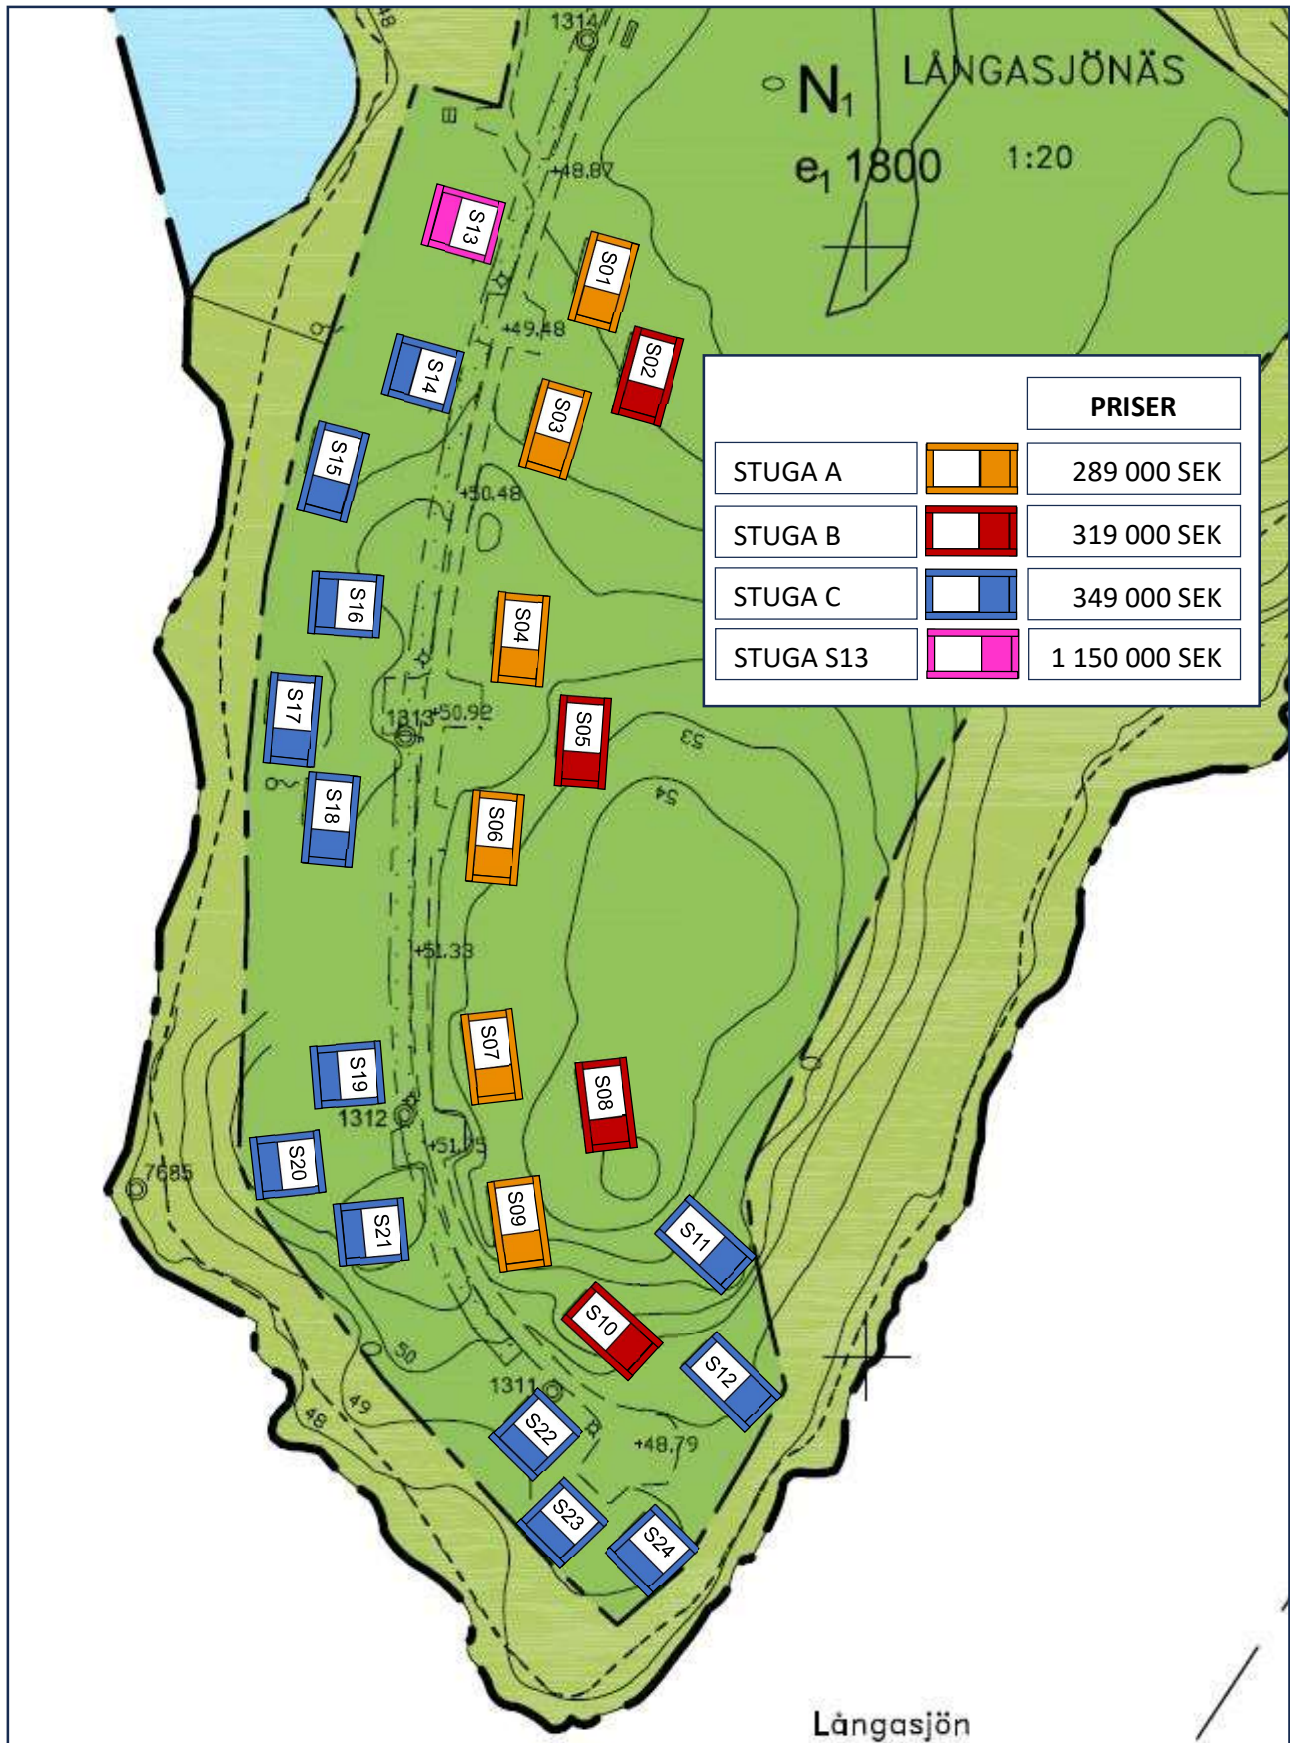 48
1314
LÅNGASJÖNÄS
N1
e1 1800
1:20
+48.87
S13
S01
+49.48
S02
S14
S03
S15
+50.48
PRISER
STUGA A
289 000 SEK
STUGA B
319 000 SEK
STUGA C
349 000 SEK
STUGA S13
1 150 000 SEK
S16
S04
S17
1313
+50.92
S05
53
54
S18
S06
+51.33
S07
S19
S08
1312
S20
7685
S21
S09
S11
S10
50
S12
1311
49
48
S22
+48.79
S23
S24
Långasjön